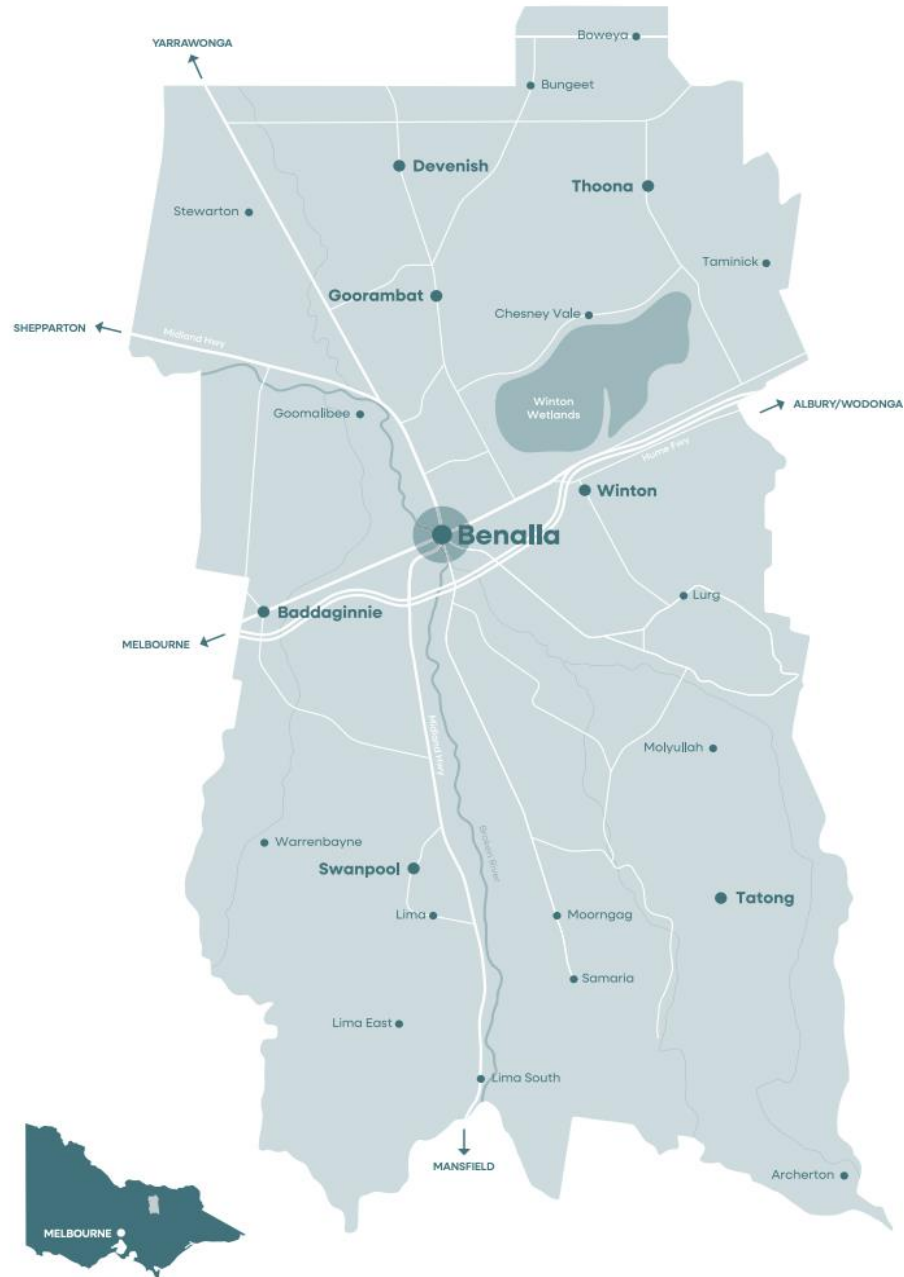 Boweya
YARRAWONGA
Bungeet
Devenish
Thoona
Stewarton
Taminick
Goorambat
Chesney Vale
SHEPPARTON
Midland Hwy
Winton
Wetlands
ALBURY/WODONGA
Goomalibee
Hume Fwy
Winton
Benalla
Lurg
Baddaginnie
MELBOURNE
Midland Hwy
Molyullah
Warrenbayne
Broken River
Swanpool
Tatong
Lima
Moorngag
Samaria
Lima East
Lima South
MANSFIELD
Archerton
MELBOURNE